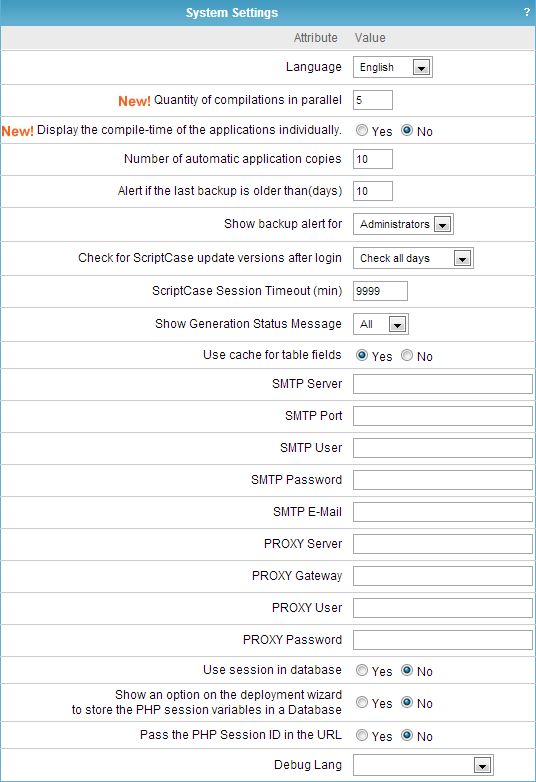 System Settings ?
Attribute Value
Language English
New! Quantity of compilations in parallel 5
New! Display the compile-time of the applications individually. Yes No
Number of automatic application copies 10
Alert if the last backup is older than(days) 10
Show backup alert for Administrators
Check for ScriptCase update versions after login Check all days
ScriptCase Session Timeout (min) 9999
Show Generation Status Message All
Use cache for table fields Yes No
SMTP Server
SMTP Port
SMTP User
SMTP Password
SMTP E-Mail
PROXY Server
PROXY Gateway
PROXY User
PROXY Password
Use session in database Yes No
Show an option on the deployment wizard
to store the PHP session variables in a Database Yes No
Pass the PHP Session ID in the URL Yes No
Debug Lang